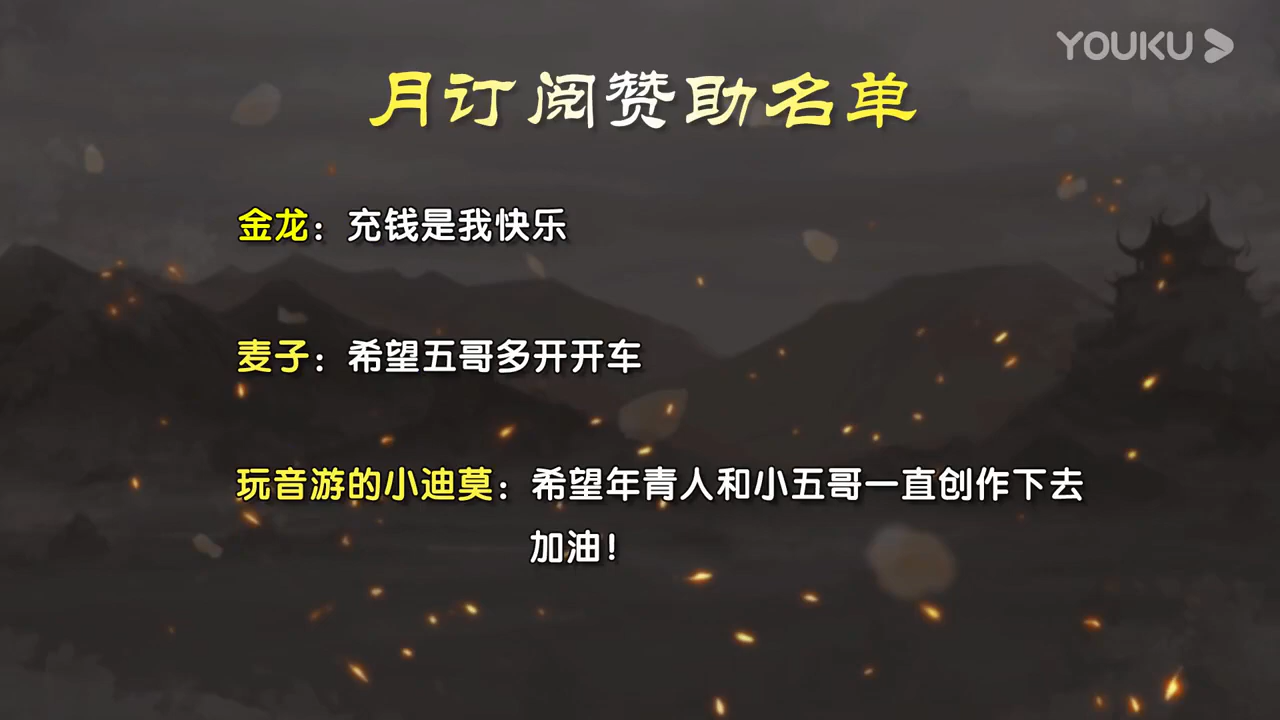 YOUKU
月订阅赞助名单
金龙：充钱是我快乐
麦子：希望五哥多开开车
玩音游的小迪莫：希望年青人和小五哥一直创作下去
加油！